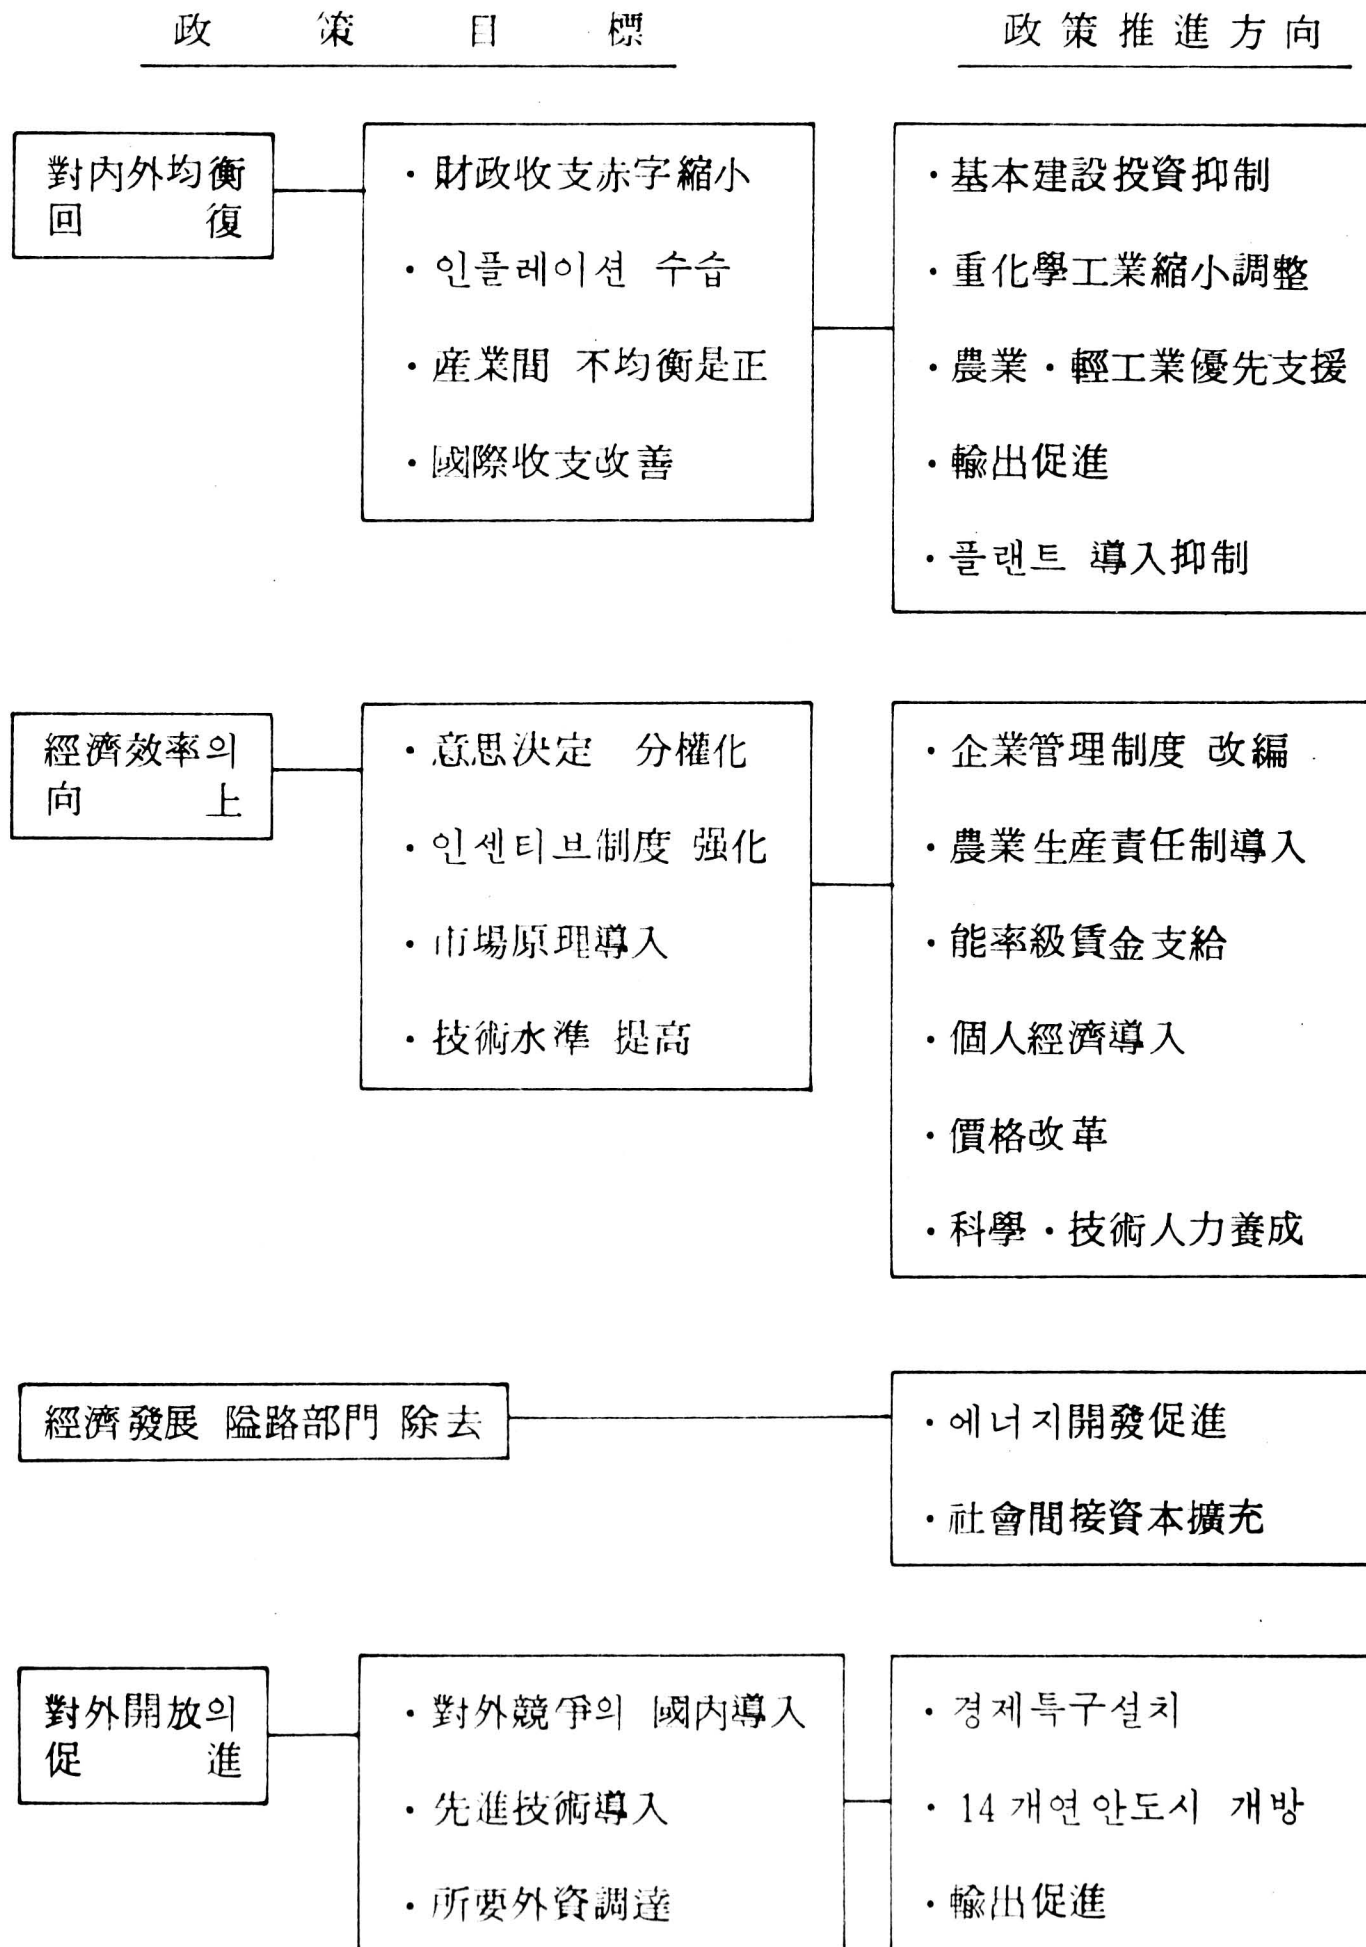 政策目標
政策推進方向
對內外均衡
回復
・財政收支赤字縮小
・인플레이션 수습
・産業間 不均衡是正
・國際收支改善
・基本建設投資抑制
・重化學工業縮小調整
・農業・輕工業優先支援
・輸出促進
・플랜트 導入抑制
經濟效率의
向上
・意思決定 分權化
・인센티브制度 强化
・市場原理導入
・技術水準 提高
・企業管理制度 改編
・農業生産責任制導入
・能率級賃金支給
・個人經濟導入
・價格改革
・科學・技術人力養成
經濟發展 隘路部門 除去
・에너지開發促進
・社會間接資本擴充
對外開放의
促進
・對外競爭의 國內導入
・先進技術導入
・所要外資調達
・경제특구설치
・14개연안도시 개방
・輸出促進